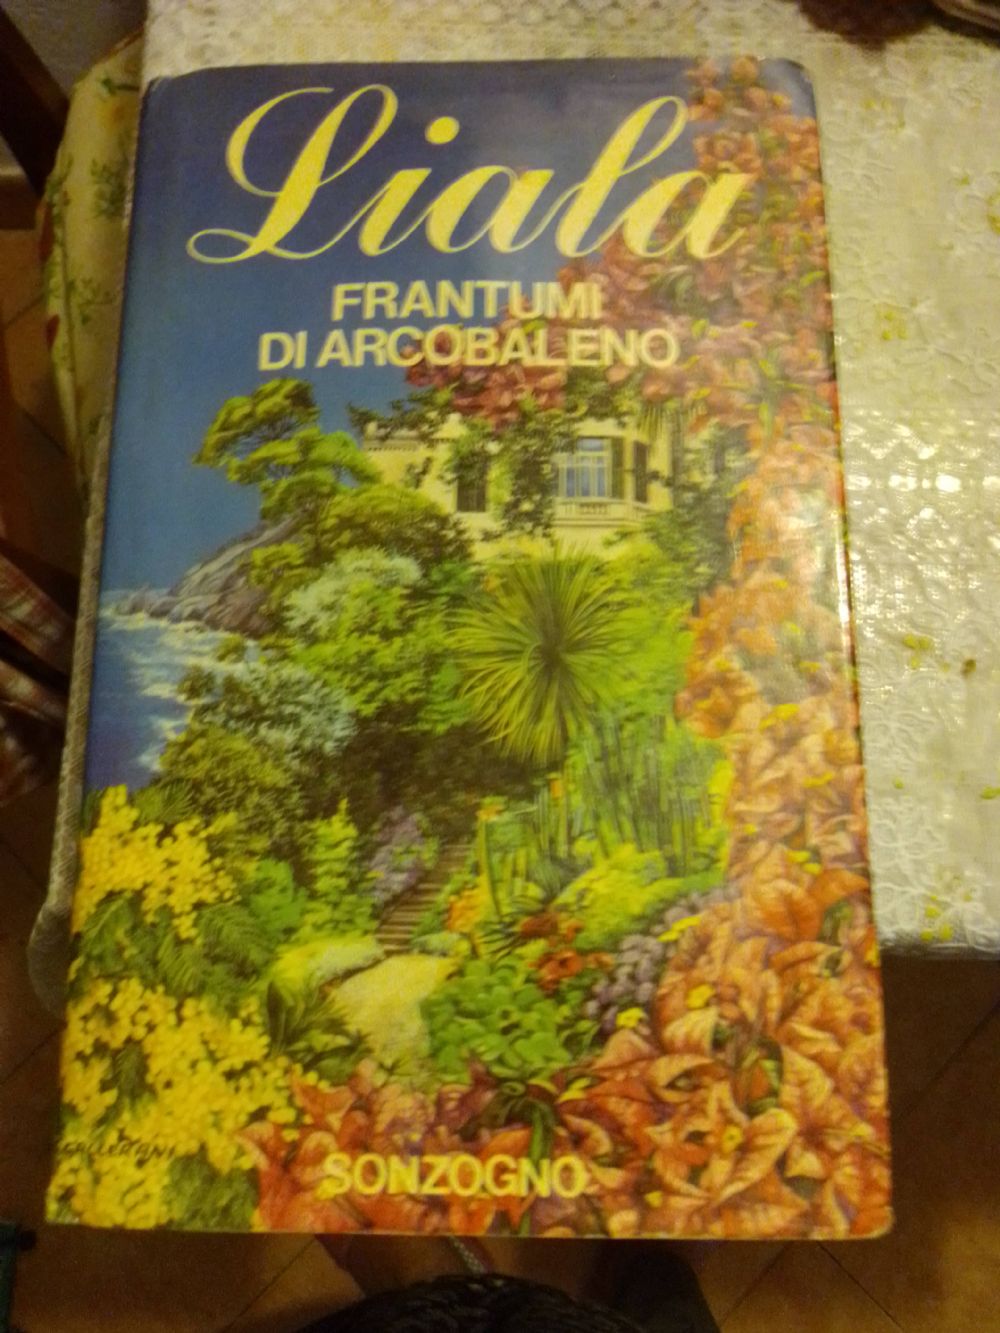 Liala
FRANTUMI
DI ARCOBALENO
SONZOGNO